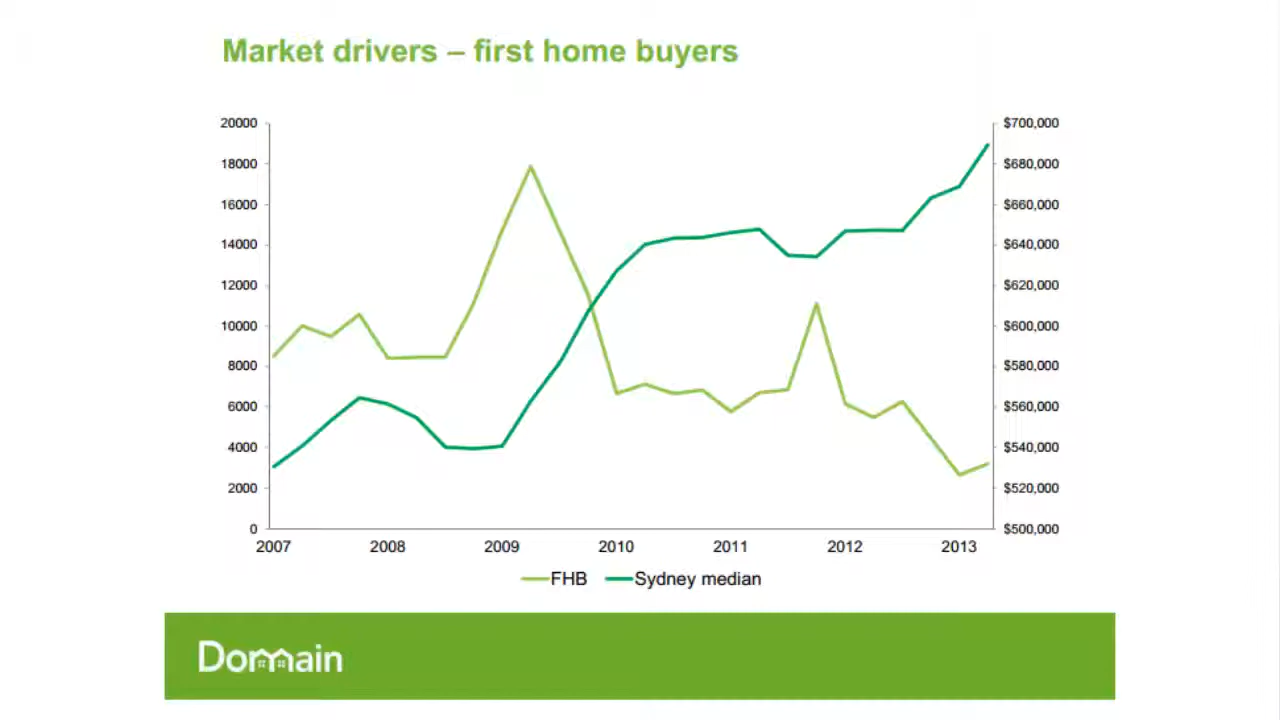 Market drivers – first home buyers
20000 $700,000
18000 $680,000
16000 $660,000
14000 $640,000
12000 $620,000
10000 $600,000
8000 $580,000
6000 $560,000
4000 $540,000
2000 $520,000
0 $500,000
2007 2008 2009 2010 2011 2012 2013
FHB Sydney median
Domain